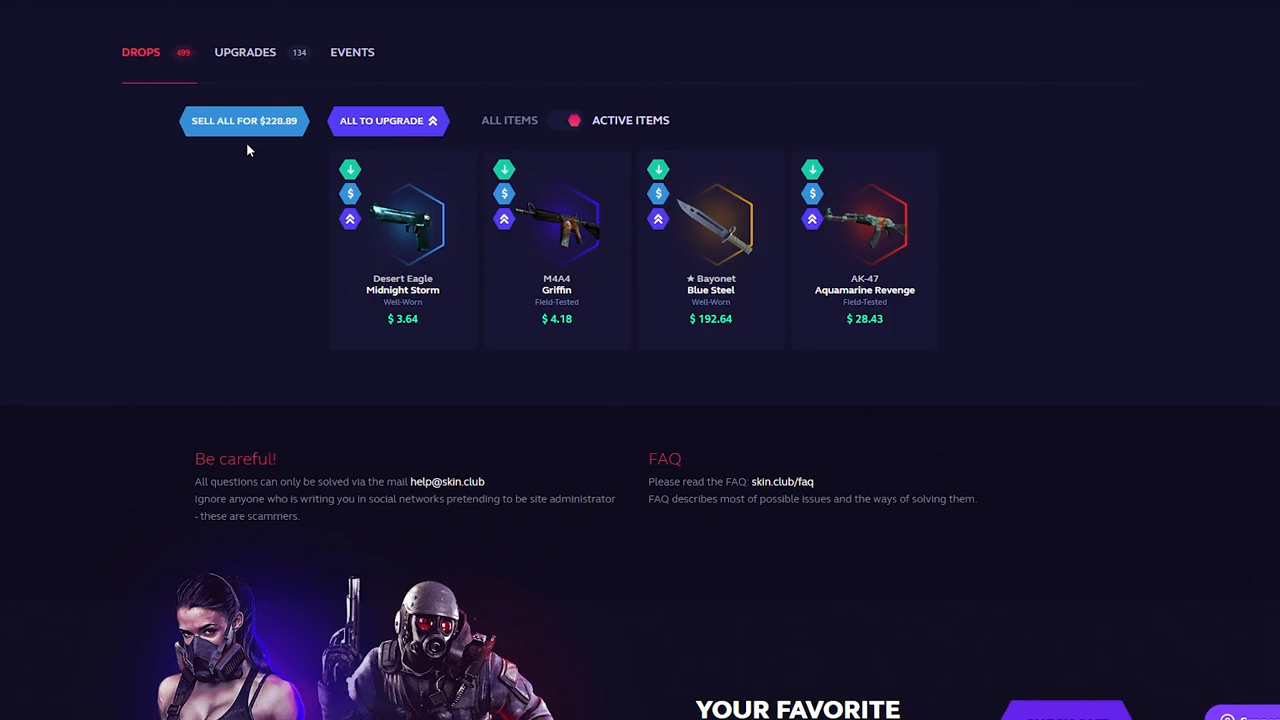 DROPS 499 UPGRADES 134 EVENTS
SELL ALL FOR $228.89 ALL TO UPGRADE ALL ITEMS ACTIVE ITEMS
$ $ $ $
Desert Eagle
Midnight Storm
Well-Worn
$ 3.64
M4A4
Griffin
Field-Tested
$ 4.18
★ Bayonet
Blue Steel
Well-Worn
$ 192.64
AK-47
Aquamarine Revenge
Field-Tested
$ 28.43
Be careful!
All questions can only be solved via the mail help@skin.club
Ignore anyone who is writing you in social networks pretending to be site administrator
- these are scammers.
FAQ
Please read the FAQ: skin.club/faq
FAQ describes most of possible issues and the ways of solving them.
YOUR FAVORITE